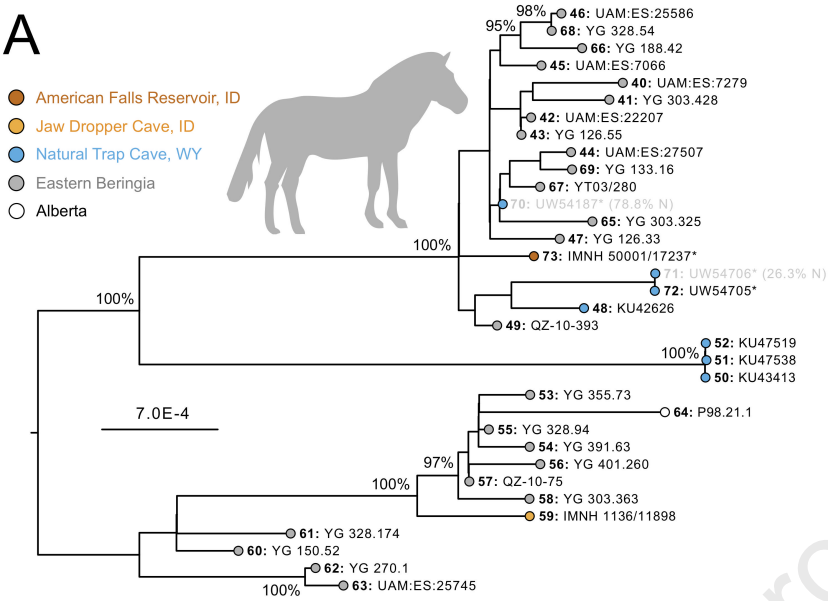 A
American Falls Reservoir, ID
Jaw Dropper Cave, ID
Natural Trap Cave, WY
Eastern Beringia
Alberta
98%
46: UAM:ES:25586
95%
68: YG 328.54
66: YG 188.42
45: UAM:ES:7066
40: UAM:ES:7279
41: YG 303.428
42: UAM:ES:22207
43: YG 126.55
44: UAM:ES:27507
69: YG 133.16
67: YT03/280
70: UW54187* (78.8% N)
65: YG 303.325
47: YG 126.33
100%
73: IMNH 50001/17237*
71: UW54706* (26.3% N)
72: UW54705*
100%
48: KU42626
49: QZ-10-393
52: KU47519
100%
51: KU47538
50: KU43413
53: YG 355.73
7.0E-4
64: P98.21.1
55: YG 328.94
54: YG 391.63
97%
56: YG 401.260
100%
57: QZ-10-75
58: YG 303.363
59: IMNH 1136/11898
61: YG 328.174
60: YG 150.52
62: YG 270.1
100%
63: UAM:ES:25745